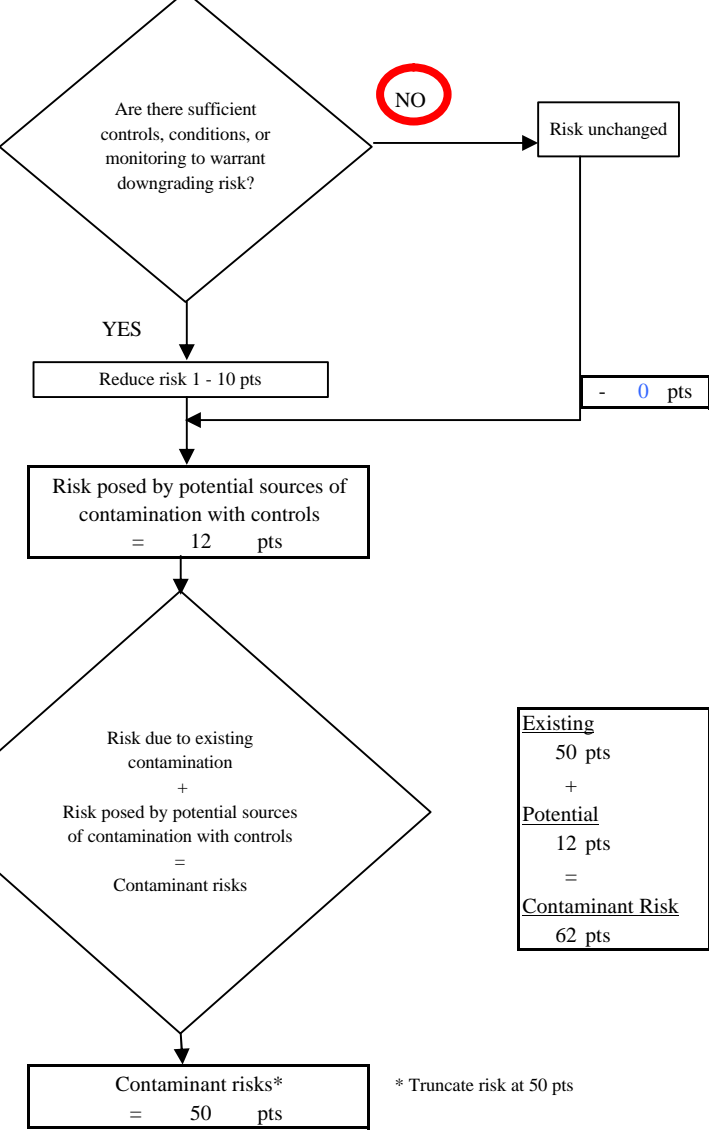 Are there sufficient
controls, conditions, or
monitoring to warrant
downgrading risk?
NO
Risk unchanged
YES
Reduce risk 1 - 10 pts
- 0 pts
Risk posed by potential sources of
contamination with controls
= 12 pts
Risk due to existing
contamination
+
Risk posed by potential sources
of contamination with controls
=
Contaminant risks
Existing
50 pts
+
Potential
12 pts
=
Contaminant Risk
62 pts
Contaminant risks*
= 50 pts
* Truncate risk at 50 pts